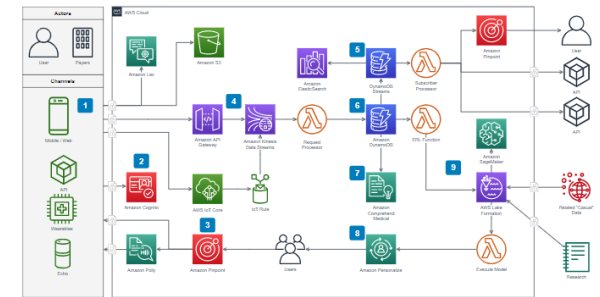 Actors
User
Payers
Channels
1
Mobile / Web
API
Wearables
Echo
AWS Cloud
Amazon Lex
Amazon S3
4
Amazon API
Gateway
Amazon Kinesis
Data Streams
Request
Processor
2
Amazon Cognito
AWS IoT Core
IoT Rule
3
Amazon Polly
Amazon Pinpoint
Users
5
Amazon
ElasticSearch
DynamoDB
Streams
Subscriber
Processor
6
Amazon
DynamoDB
ETL Function
7
Amazon
Comprehend
Medical
8
Amazon Personalize
Amazon
Pinpoint
Amazon
SageMaker
9
AWS Lake
Formation
Execute Model
User
API
API
Related "Casual"
Data
Research